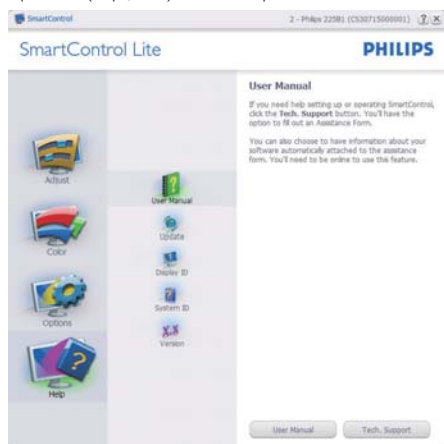 SmartControl
2 - Philips 225B1 (CS30715000001)
SmartControl Lite
PHILIPS
User Manual
If you need help setting up or operating SmartControl,
click the Tech. Support button. You'll have the
option to fill out an Assistance Form.
You can also choose to have information about your
software automatically attached to the assistance
form. You'll need to be online to use this feature.
Adjust
Color
Options
Help
User Manual
Update
Display ID
System ID
Version
User Manual
Tech. Support